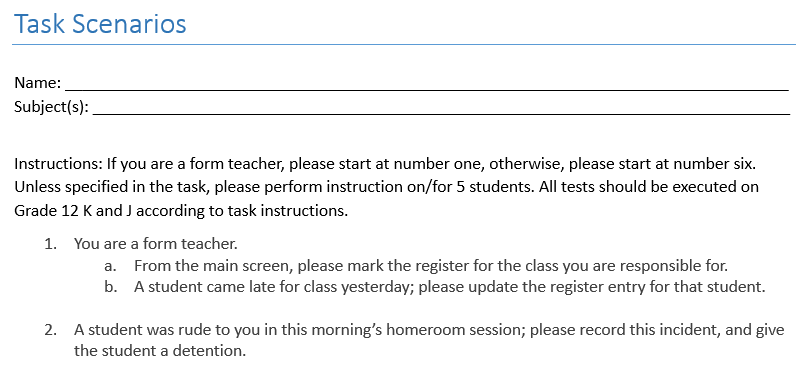 Task Scenarios
Name:
Subject(s):
Instructions: If you are a form teacher, please start at number one, otherwise, please start at number six.
Unless specified in the task, please perform instruction on/for 5 students. All tests should be executed on
Grade 12 K and J according to task instructions.
1. You are a form teacher.
a. From the main screen, please mark the register for the class you are responsible for.
b. A student came late for class yesterday; please update the register entry for that student.
2. A student was rude to you in this morning's homeroom session; please record this incident, and give
the student a detention.